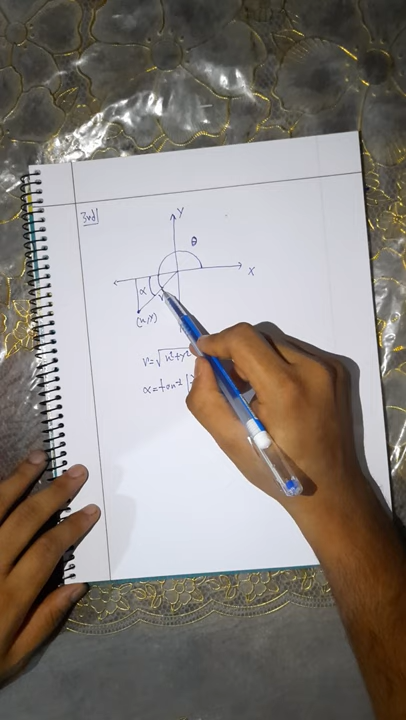 3rd
Y
θ
X
α
r
(x,y)
r=√x²+y²
α=tan⁻¹